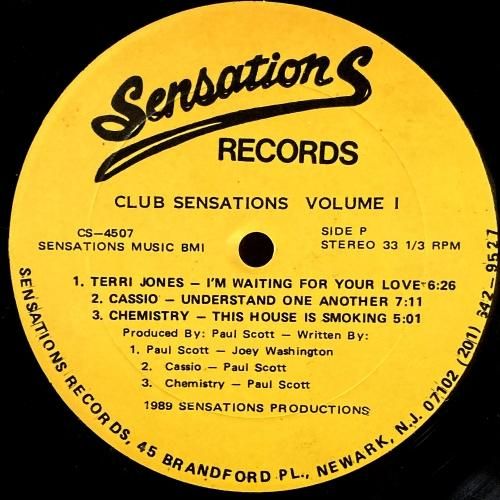 Sensations
RECORDS
CLUB SENSATIONS VOLUME I
CS-4507
SENSATIONS MUSIC BMI
SIDE P
STEREO 33 1/3 RPM
1. TERRI JONES – I'M WAITING FOR YOUR LOVE 6:26
2. CASSIO – UNDERSTAND ONE ANOTHER 7:11
3. CHEMISTRY – THIS HOUSE IS SMOKING 5:01
Produced By: Paul Scott – Written By:
1. Paul Scott – Joey Washington
2. Cassio – Paul Scott
3. Chemistry – Paul Scott
1989 SENSATIONS PRODUCTIONS
SENSATIONS RECORDS, 45 BRANDFORD PL., NEWARK, N.J. 07102 (201) 342-9527